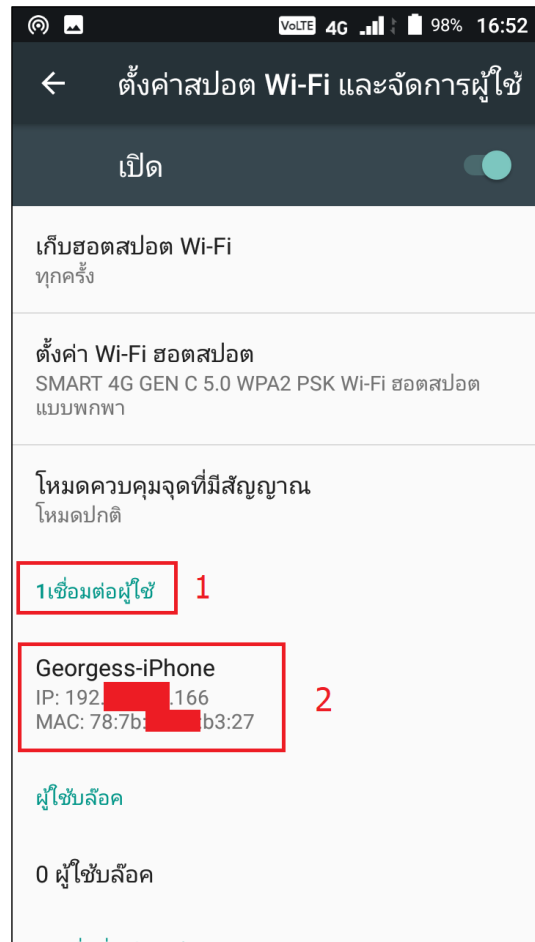 VoLTE 4G 98% 16:52
ตั้งค่าสปอต Wi-Fi และจัดการผู้ใช้
เปิด
เก็บฮอตสปอต Wi-Fi
ทุกครั้ง
ตั้งค่า Wi-Fi ฮอตสปอต
SMART 4G GEN C 5.0 WPA2 PSK Wi-Fi ฮอตสปอต
แบบพกพา
โหมดควบคุมจุดที่มีสัญญาณ
โหมดปกติ
1เชื่อมต่อผู้ใช้ 1
Georgess-iPhone
IP: 192. .166
MAC: 78:7b: :b3:27
2
ผู้ใช้บล๊อค
0 ผู้ใช้บล๊อค